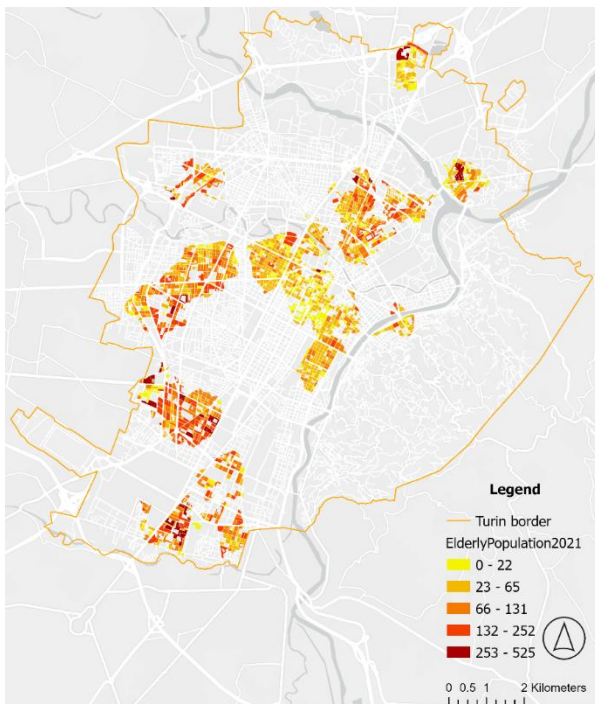 Legend
Turin border
ElderlyPopulation2021
0 - 22
23 - 65
66 - 131
132 - 252
253 - 525
0 0.5 1 2 Kilometers